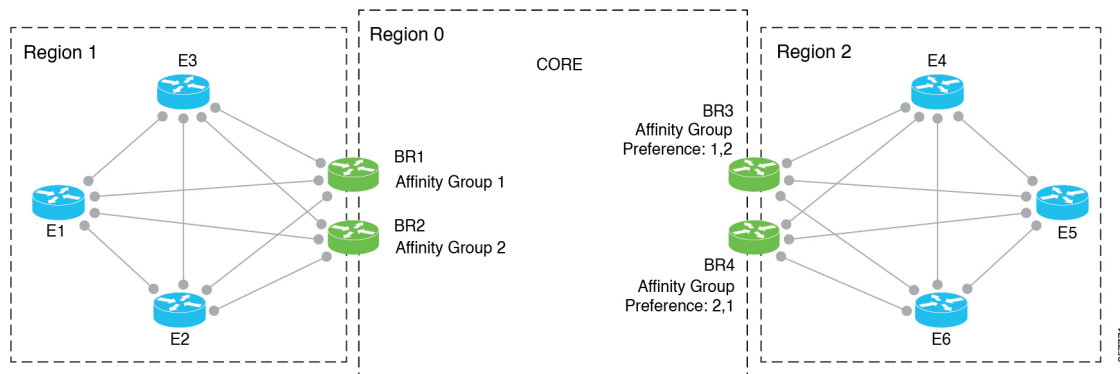 Region 1
Region 0
Region 2
CORE
E3
E4
BR3
Affinity Group
Preference: 1,2
BR1
Affinity Group 1
BR2
Affinity Group 2
E1
E5
BR4
Affinity Group
Preference: 2,1
E2
E6